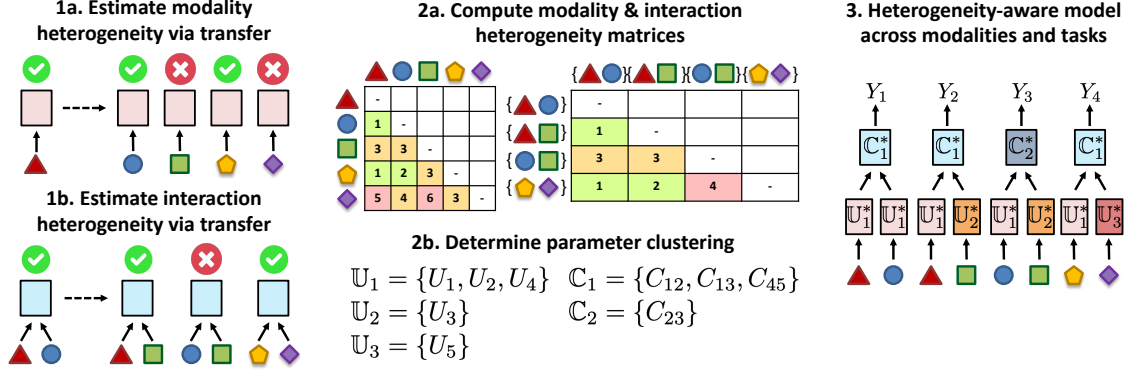 1a. Estimate modality
heterogeneity via transfer
1b. Estimate interaction
heterogeneity via transfer
2a. Compute modality & interaction
heterogeneity matrices
-
1 -
3 3 -
1 2 3 -
5 4 6 3 -
{ } { } { } { }
{ } -
{ } 1 -
{ } 3 3 -
{ } 1 2 4 -
2b. Determine parameter clustering
𝕌₁ = {U₁, U₂, U₄} ℂ₁ = {C₁₂, C₁₃, C₄₅}
𝕌₂ = {U₃} ℂ₂ = {C₂₃}
𝕌₃ = {U₅}
3. Heterogeneity-aware model
across modalities and tasks
Y₁ Y₂ Y₃ Y₄
ℂ₁* ℂ₁* ℂ₂* ℂ₁*
𝕌₁* 𝕌₁* 𝕌₁* 𝕌₂* 𝕌₁* 𝕌₂* 𝕌₁* 𝕌₃*